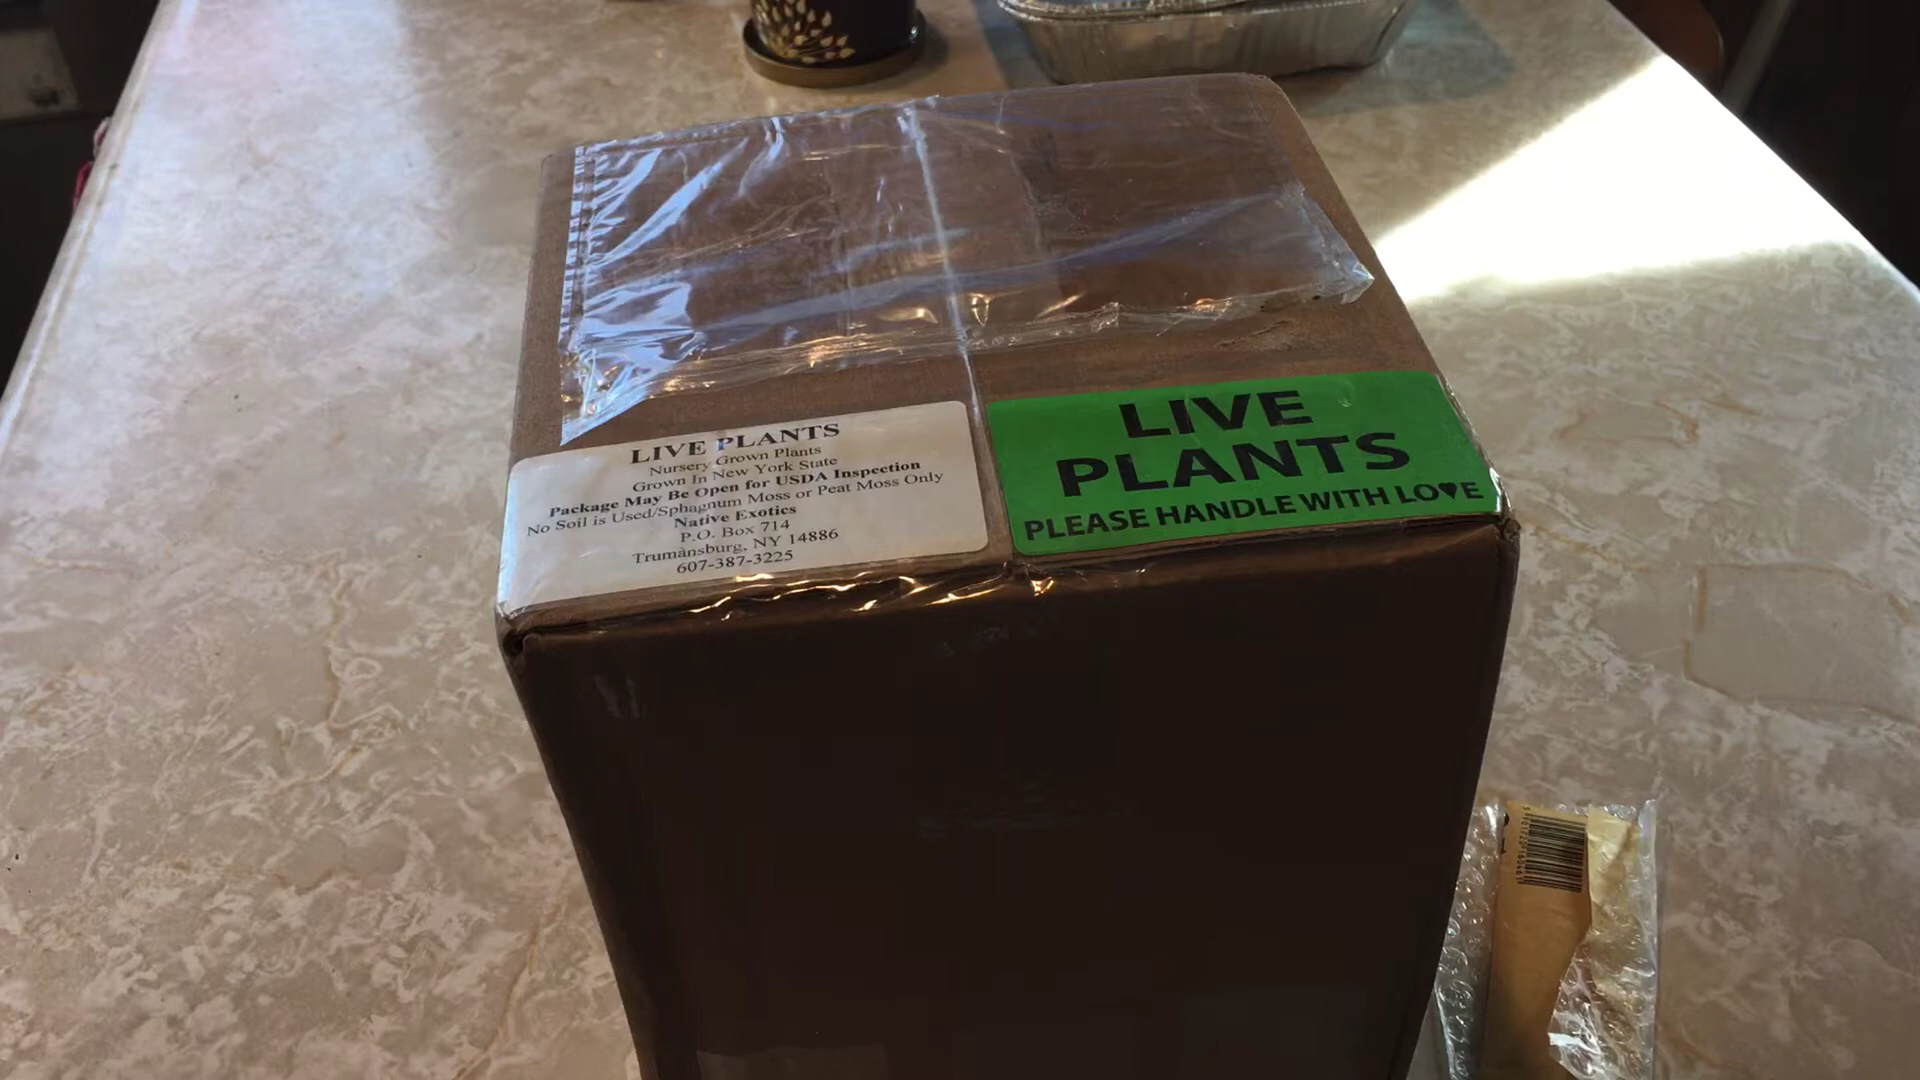 LIVE PLANTS
Nursery Grown Plants
Grown In New York State
Package May Be Open for USDA Inspection
No Soil is Used/Sphagnum Moss or Peat Moss Only
Native Exotics
P.O. Box 714
Trumansburg, NY 14886
607-387-3225
LIVE
PLANTS
PLEASE HANDLE WITH LO♥E